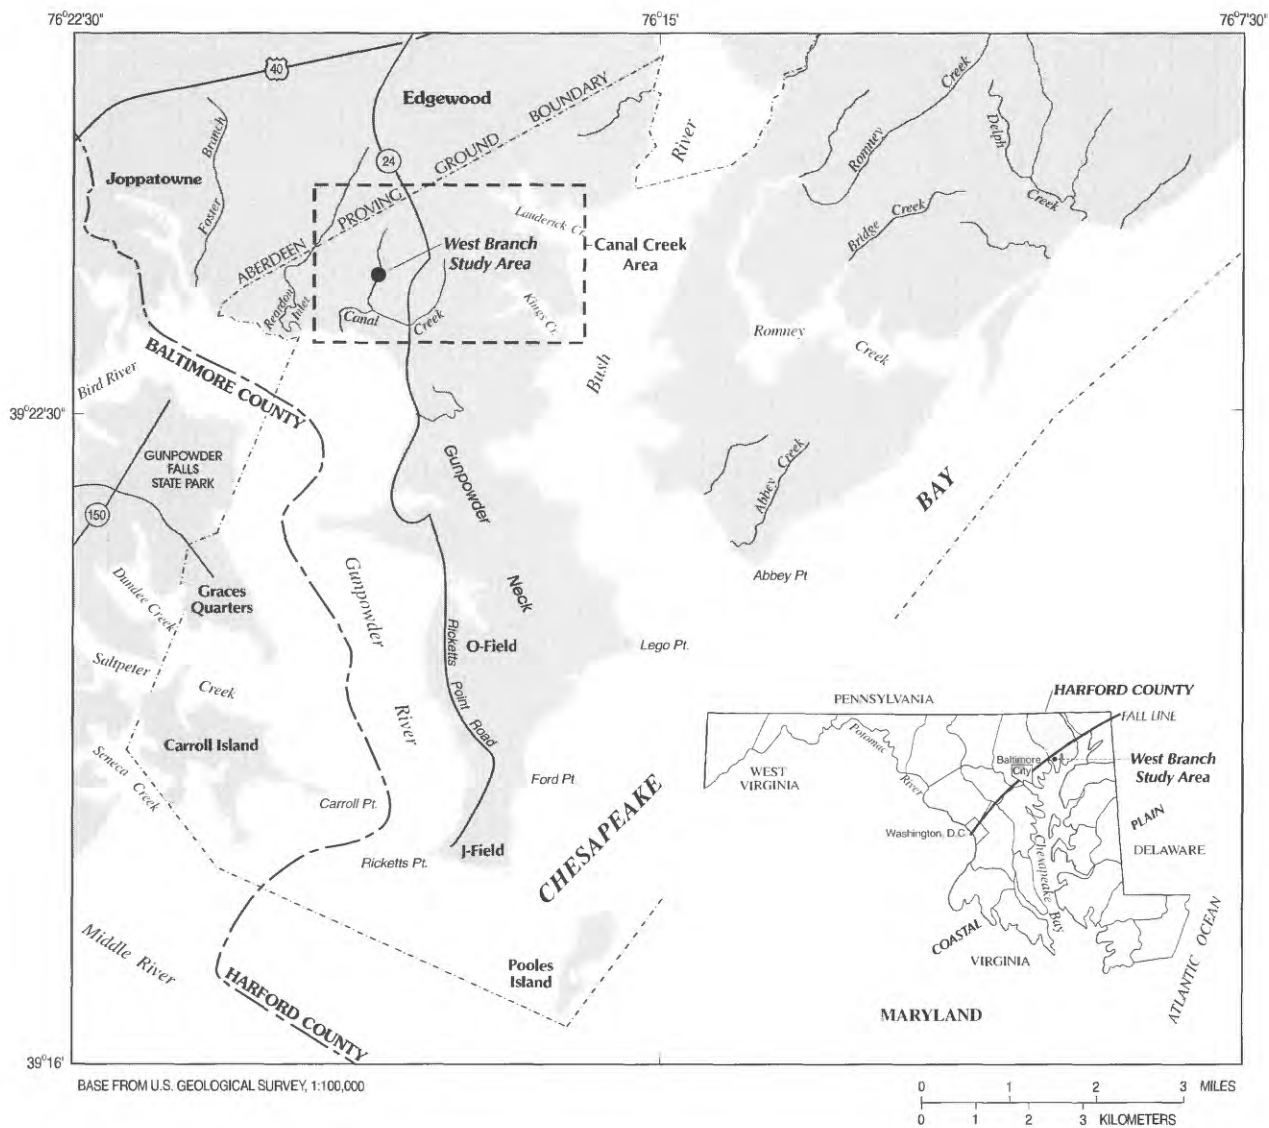 76°22'30"
76°15'
76°7'30"
40
Edgewood
ABERDEEN PROVING GROUND BOUNDARY
River
Romney Creek
Delph Creek
Foster Branch
24
Joppatowne
Lauderick Cr.
Bridge Creek
West Branch
Study Area
Canal Creek
Area
Reardon
Inlet
Canal Creek
Kings Cr.
Romney Creek
Bush
BALTIMORE COUNTY
Bird River
39°22'30"
GUNPOWDER
FALLS
STATE PARK
Gunpowder Neck
Abbey Creek
BAY
150
Abbey Pt
Dundee Creek
Graces
Quarters
Gunpowder River
Ricketts Point Road
O-Field
Lego Pt.
Saltpeter Creek
Carroll Island
Seneca Creek
Carroll Pt.
Ford Pt.
Ricketts Pt.
J-Field
CHESAPEAKE
Middle River
HARFORD COUNTY
Pooles
Island
PENNSYLVANIA
HARFORD COUNTY
FALL LINE
Potomac River
Baltimore
City
West Branch
Study Area
WEST
VIRGINIA
Washington, D.C
PLAIN
DELAWARE
Chesapeake Bay
COASTAL
VIRGINIA
ATLANTIC OCEAN
MARYLAND
39°16'
BASE FROM U.S. GEOLOGICAL SURVEY, 1:100,000
0 1 2 3 MILES
0 1 2 3 KILOMETERS